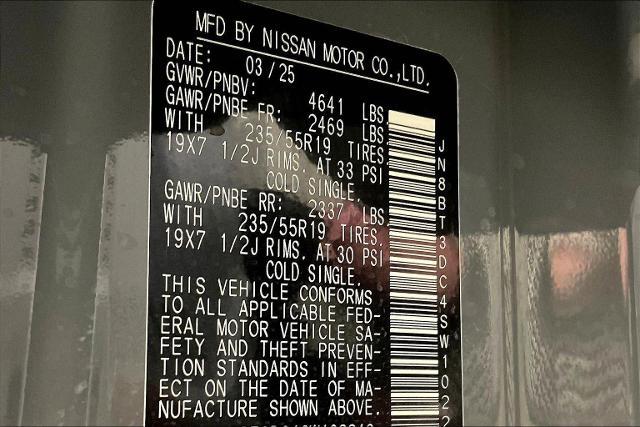 MFD BY NISSAN MOTOR CO.,LTD.
DATE: 03/25
GVWR/PNBV: 4641 LBS
GAWR/PNBE FR: 2469 LBS
WITH 235/55R19 TIRES.
19X7 1/2J RIMS. AT 33 PSI
COLD SINGLE.
GAWR/PNBE RR: 2337 LBS
WITH 235/55R19 TIRES.
19X7 1/2J RIMS. AT 30 PSI
COLD SINGLE.
THIS VEHICLE CONFORMS
TO ALL APPLICABLE FED-
ERAL MOTOR VEHICLE SA-
FETY AND THEFT PREVEN-
TION STANDARDS IN EFF-
ECT ON THE DATE OF MA-
NUFACTURE SHOWN ABOVE.
JN8BT3DC4SW1022